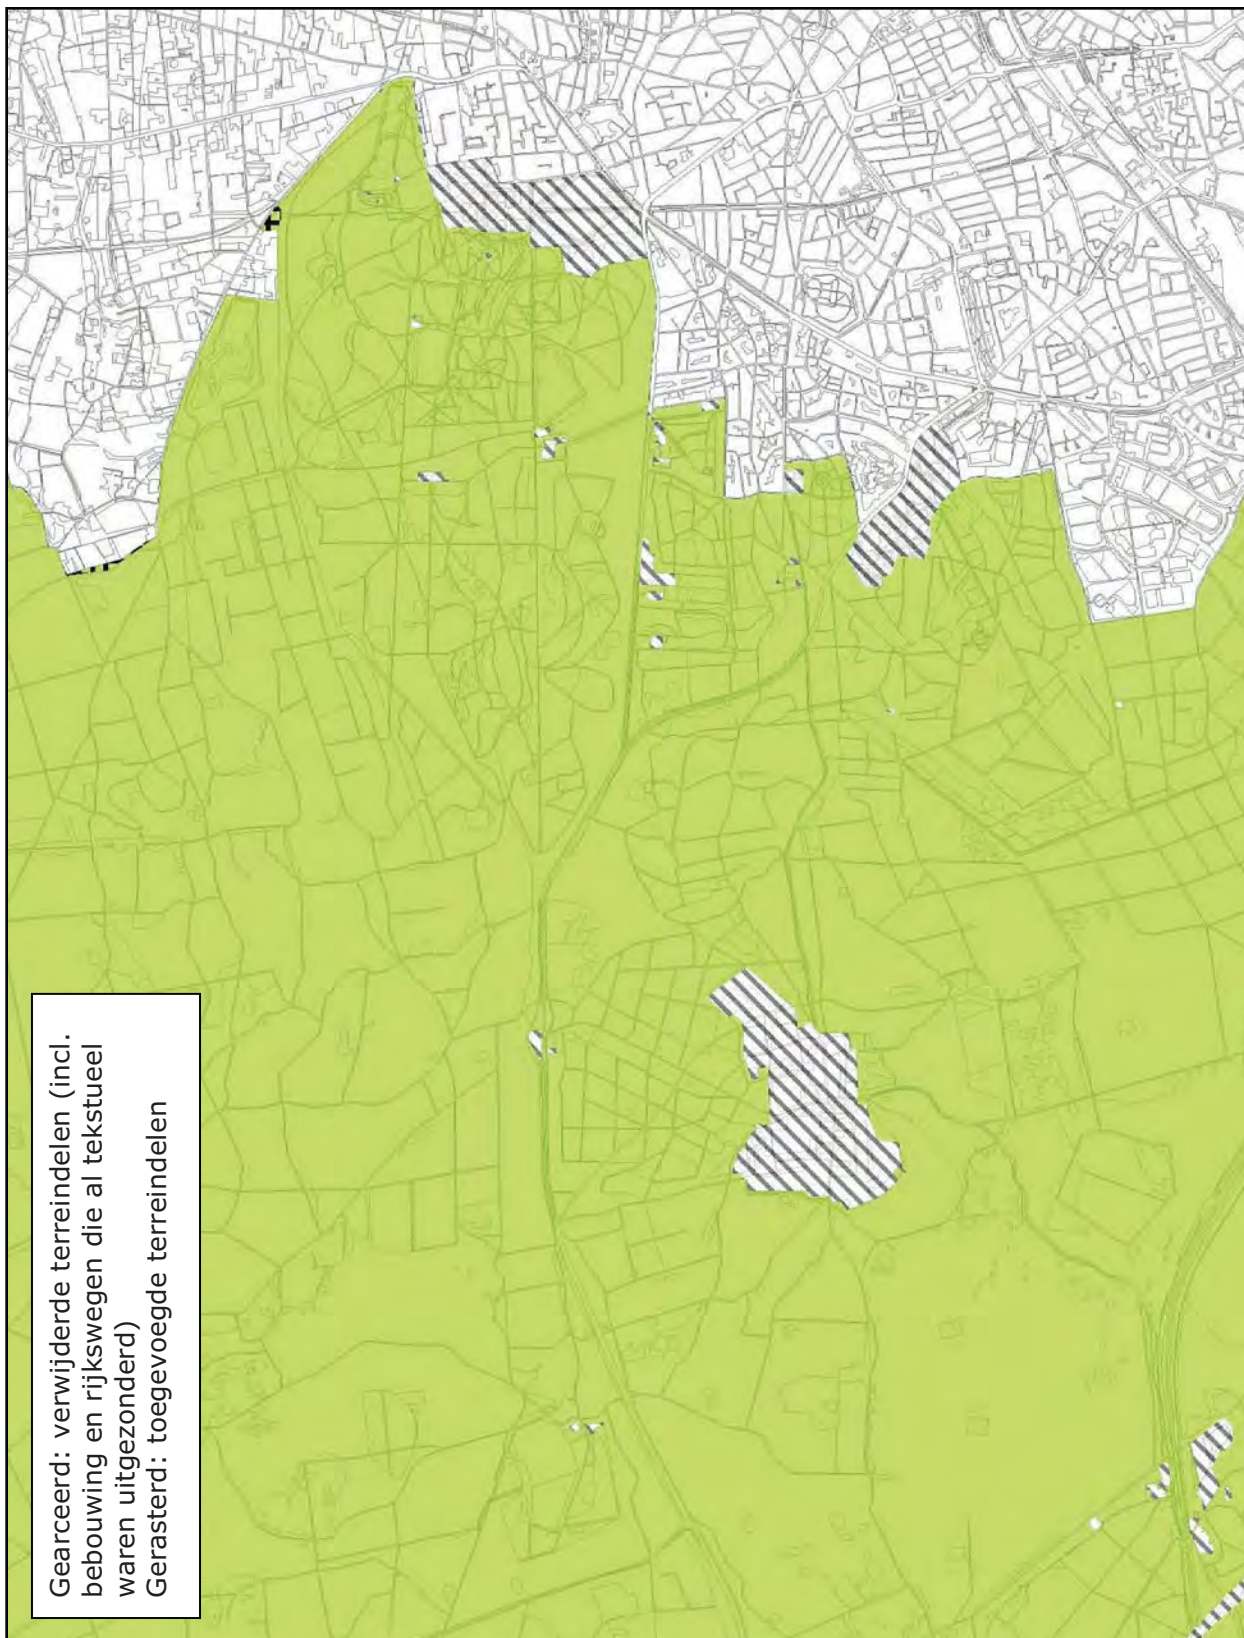 Gearceerd: verwijderde terreindelen (incl.
bebouwing en rijkswegen die al tekstueel
waren uitgezonderd)
Gerasterd: toegevoegde terreindelen